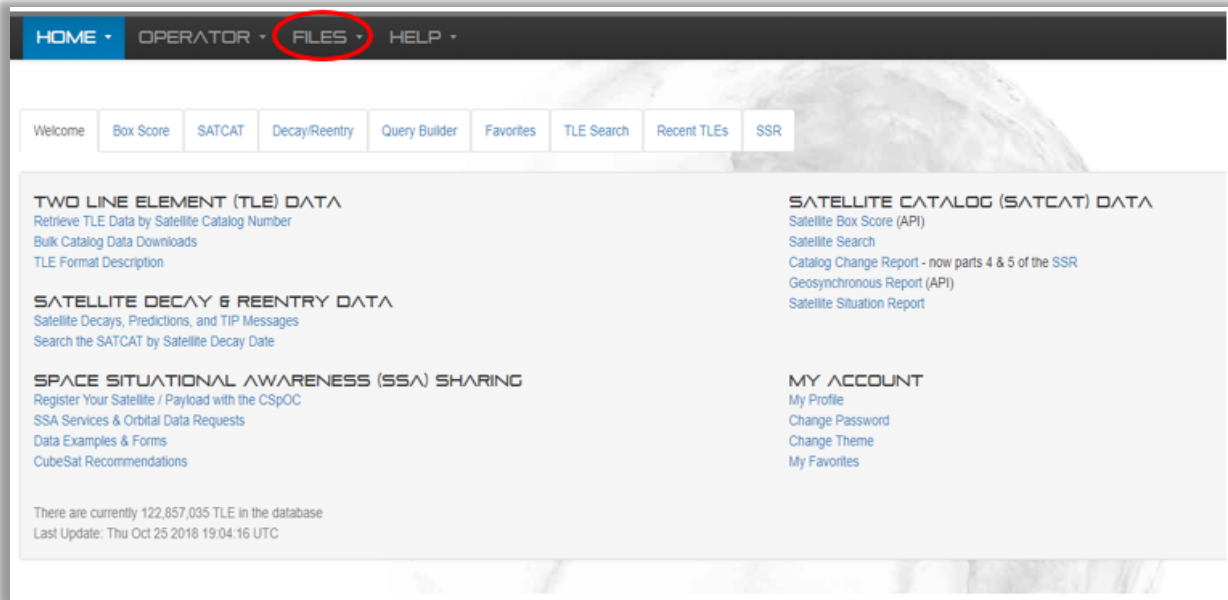 HOME OPERATOR FILES HELP
Welcome Box Score SATCAT Decay/Reentry Query Builder Favorites TLE Search Recent TLEs SSR
TWO LINE ELEMENT (TLE) DATA
Retrieve TLE Data by Satellite Catalog Number
Bulk Catalog Data Downloads
TLE Format Description
SATELLITE DECAY & REENTRY DATA
Satellite Decays, Predictions, and TIP Messages
Search the SATCAT by Satellite Decay Date
SPACE SITUATIONAL AWARENESS (SSA) SHARING
Register Your Satellite / Payload with the CSpOC
SSA Services & Orbital Data Requests
Data Examples & Forms
CubeSat Recommendations
There are currently 122,857,035 TLE in the database
Last Update: Thu Oct 25 2018 19:04:16 UTC
SATELLITE CATALOG (SATCAT) DATA
Satellite Box Score (API)
Satellite Search
Catalog Change Report - now parts 4 & 5 of the SSR
Geosynchronous Report (API)
Satellite Situation Report
MY ACCOUNT
My Profile
Change Password
Change Theme
My Favorites